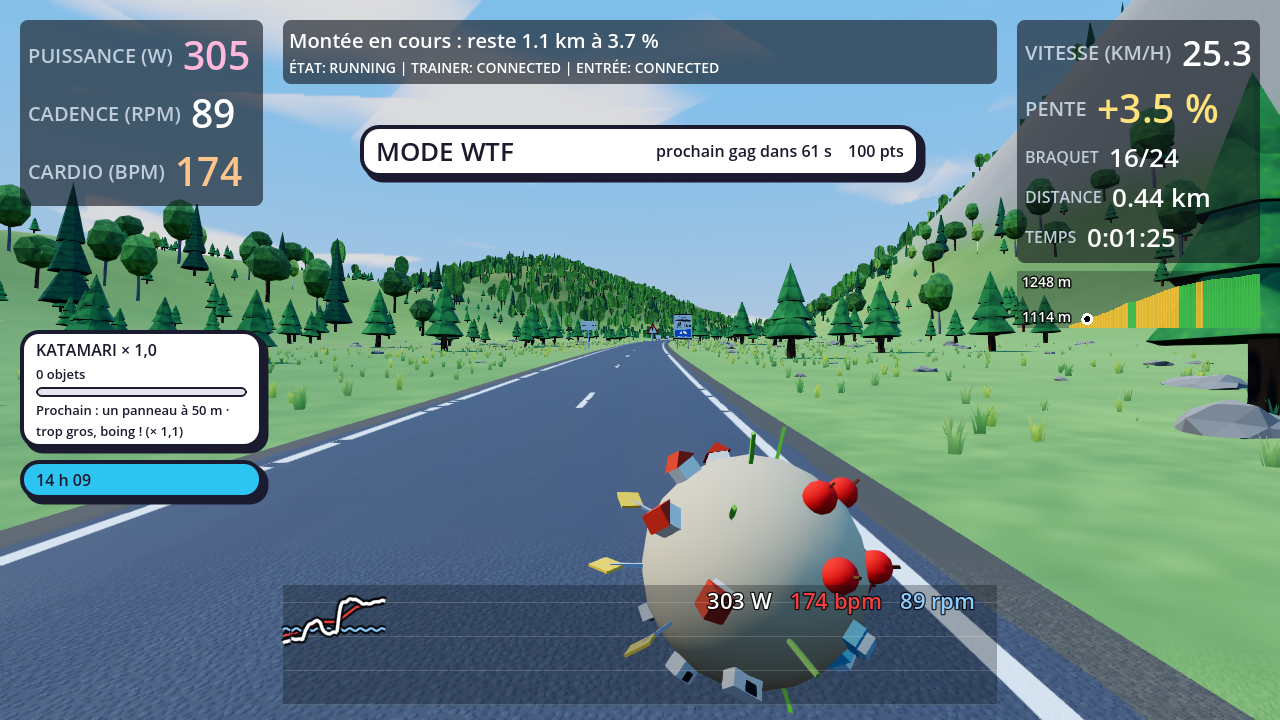 PUISSANCE (W) 305
CADENCE (RPM) 89
CARDIO (BPM) 174
Montée en cours : reste 1.1 km à 3.7 %
ÉTAT: RUNNING | TRAINER: CONNECTED | ENTRÉE: CONNECTED
MODE WTF prochain gag dans 61 s 100 pts
VITESSE (KM/H) 25.3
PENTE +3.5 %
BRAQUET 16/24
DISTANCE 0.44 km
TEMPS 0:01:25
1248 m
1114 m
KATAMARI × 1,0
0 objets
Prochain : un panneau à 50 m ·
trop gros, boing ! (× 1,1)
14 h 09
303 W 174 bpm 89 rpm